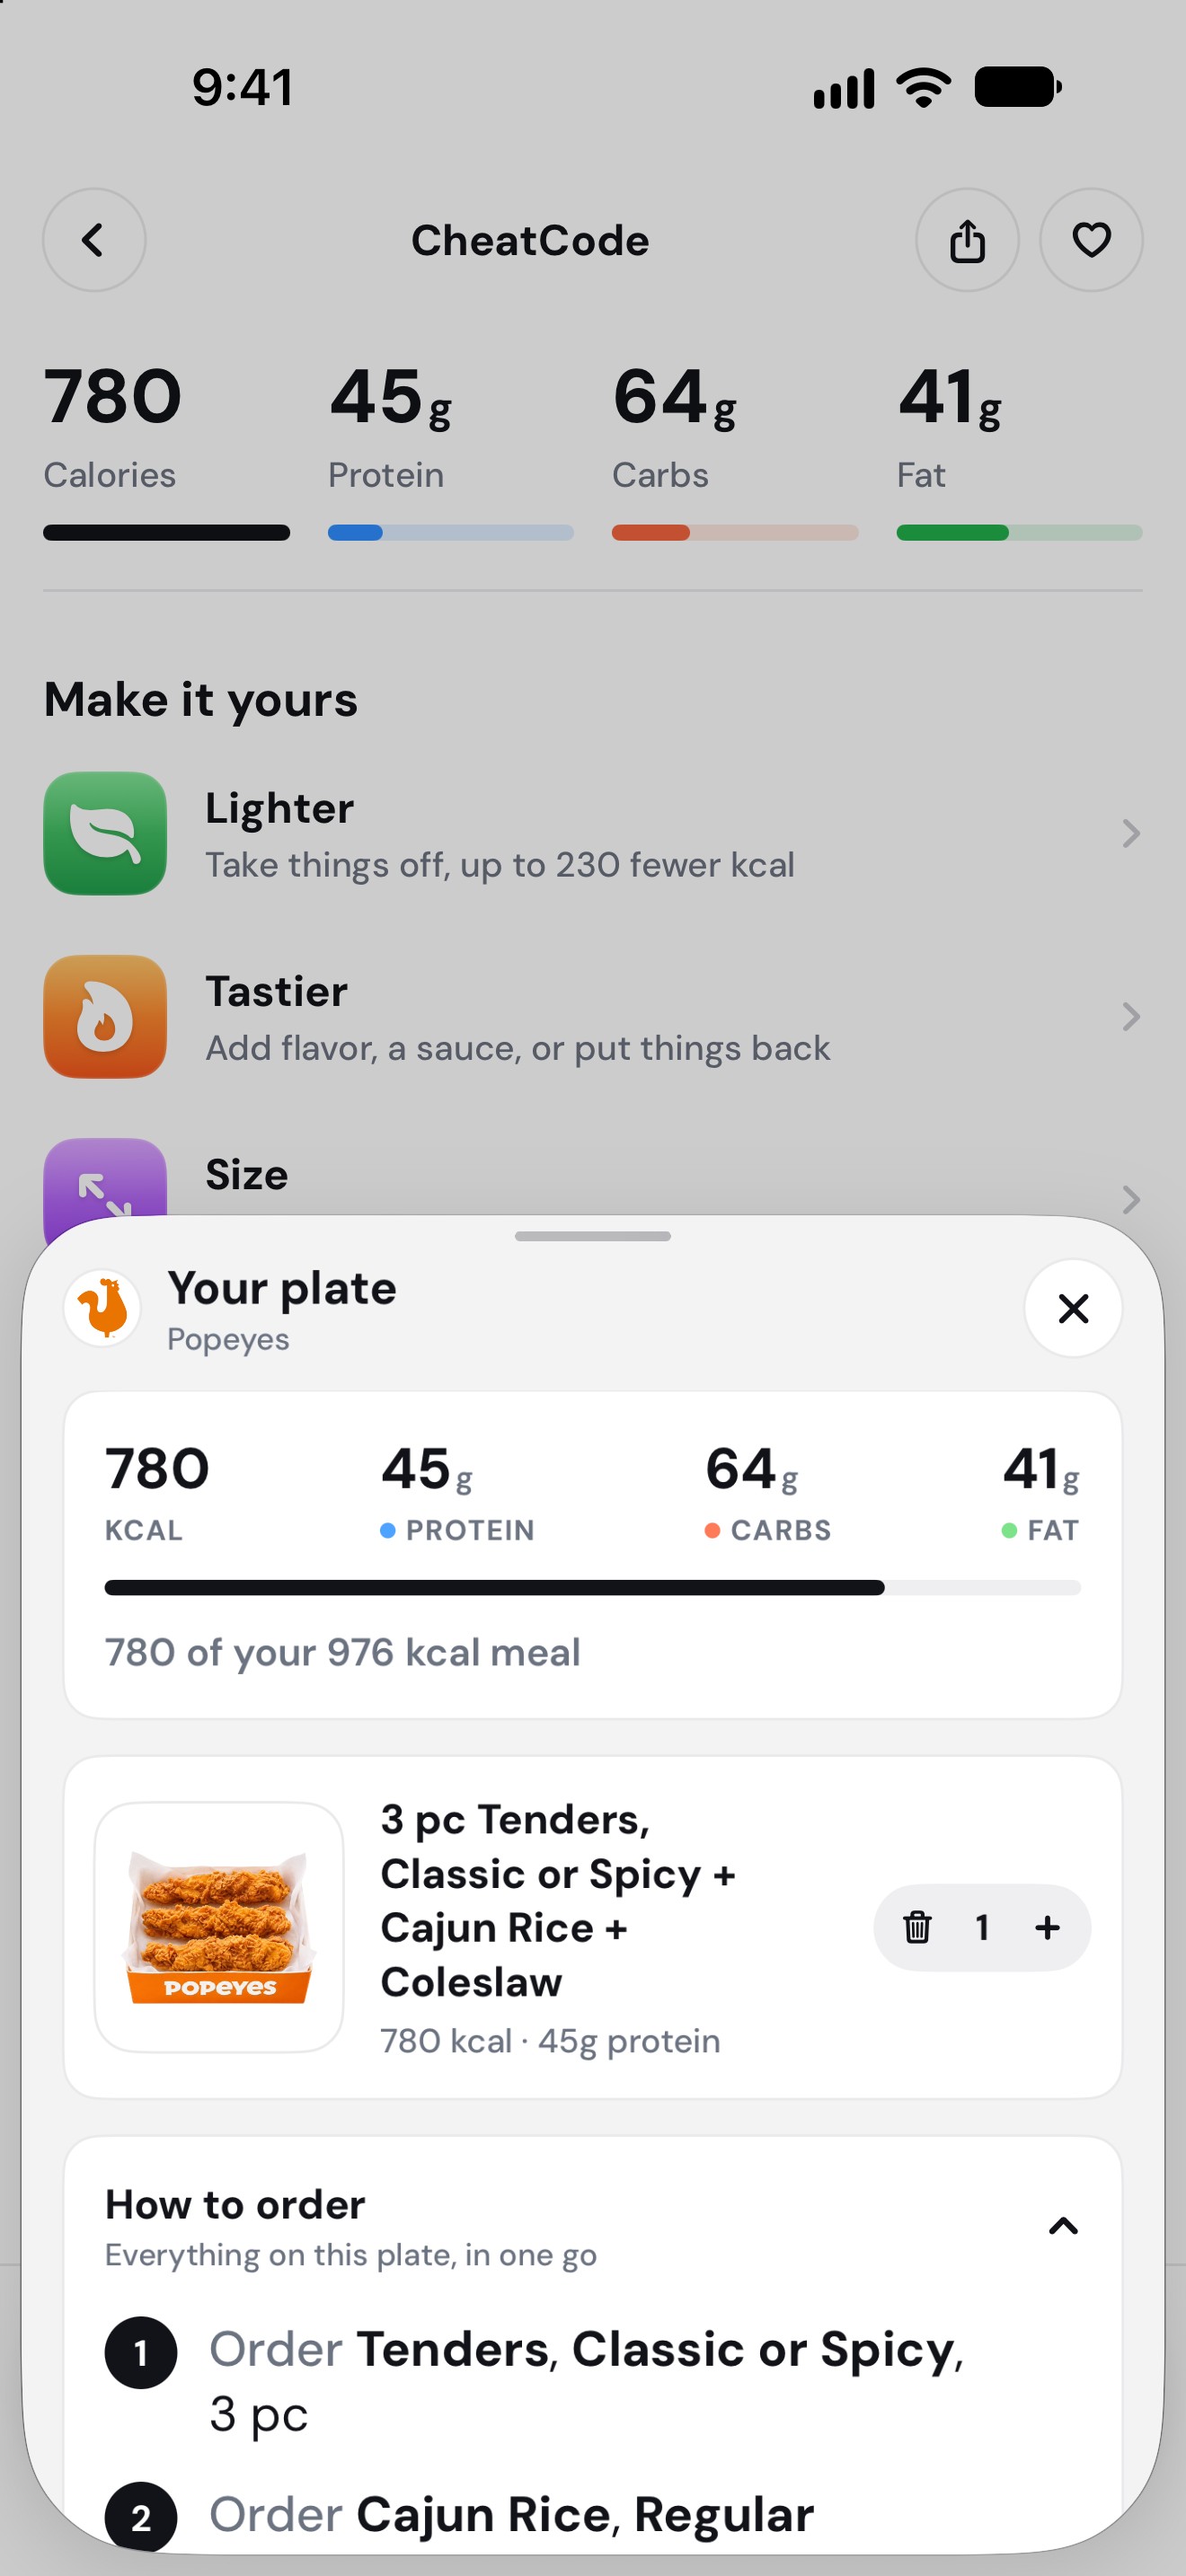 9:41
CheatCode
780 45g 64g 41g
Calories Protein Carbs Fat
Make it yours
Lighter
Take things off, up to 230 fewer kcal
Tastier
Add flavor, a sauce, or put things back
Size
Your plate
Popeyes
780 45g 64g 41g
KCAL PROTEIN CARBS FAT
780 of your 976 kcal meal
3 pc Tenders,
Classic or Spicy +
Cajun Rice +
Coleslaw
780 kcal · 45g protein
POPEYES
1
How to order
Everything on this plate, in one go
1 Order Tenders, Classic or Spicy,
3 pc
2 Order Cajun Rice, Regular